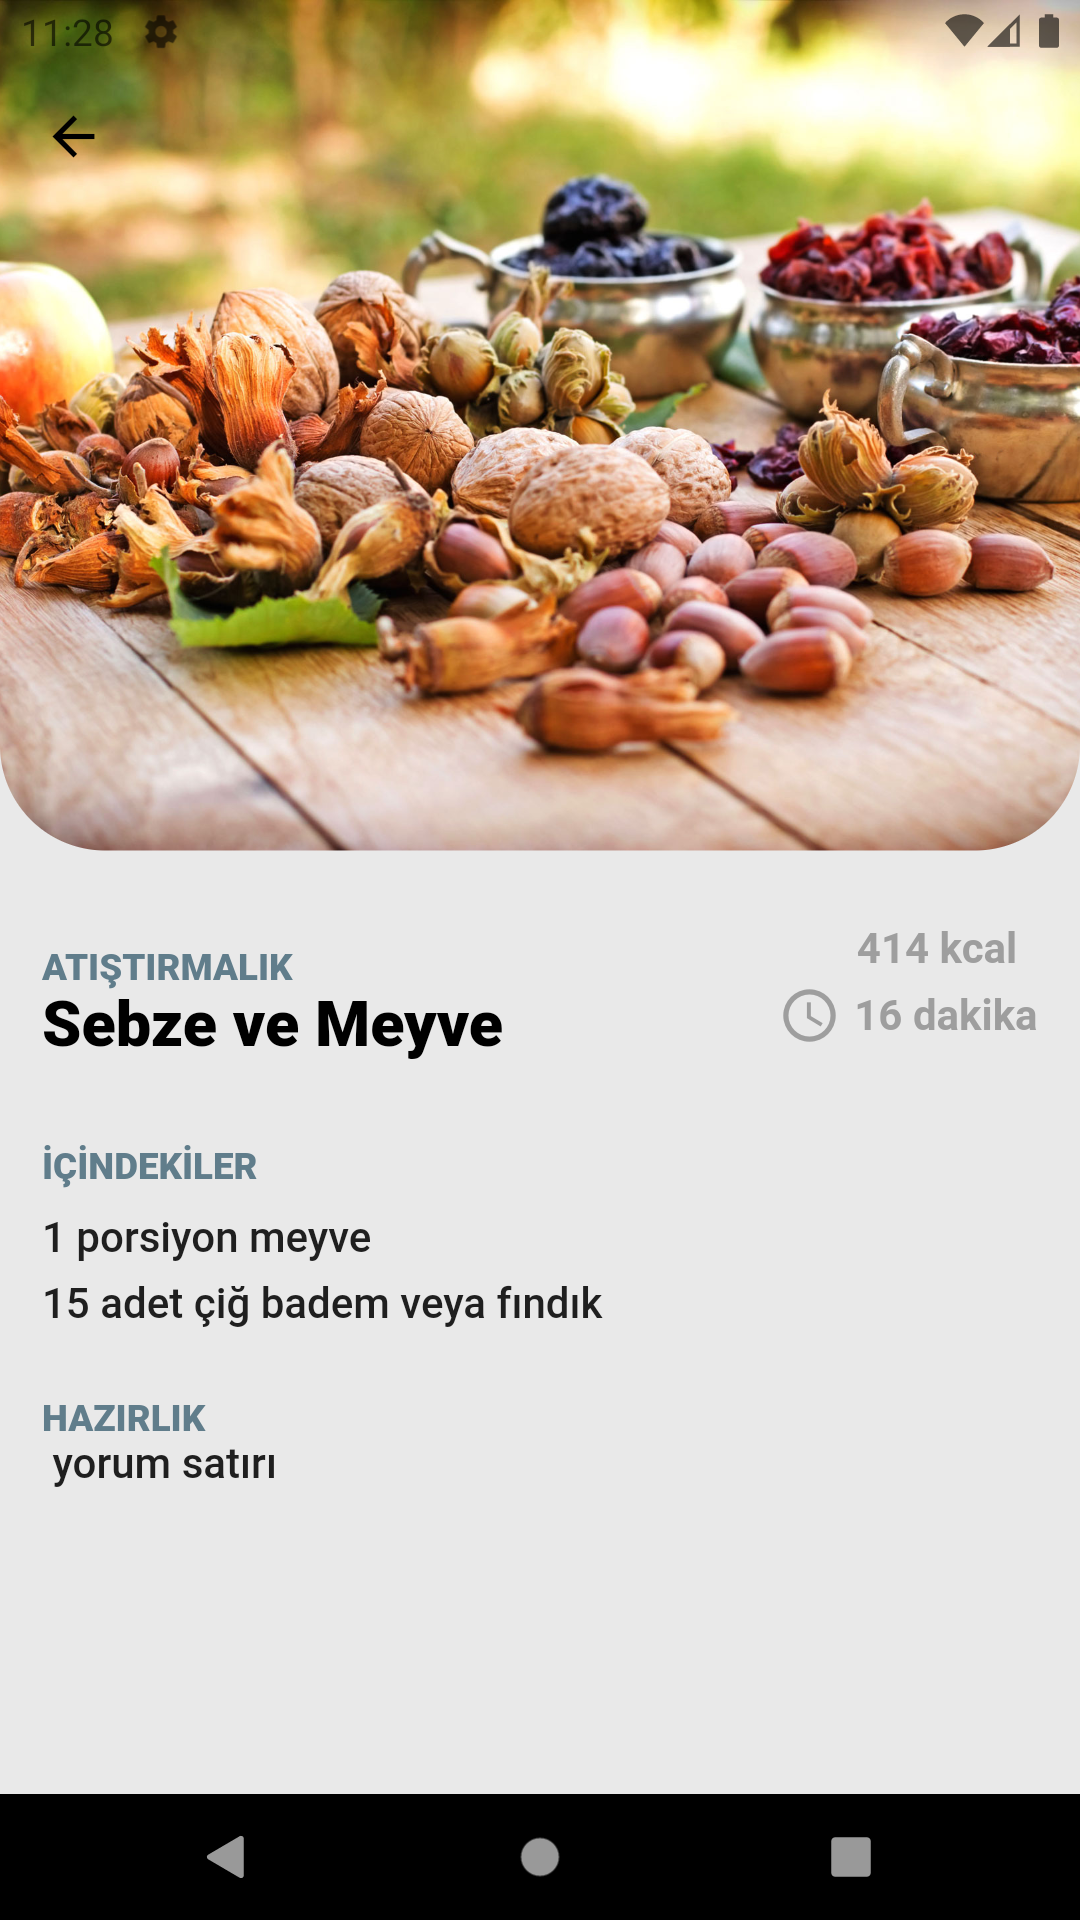 11:28
ATIŞTIRMALIK
Sebze ve Meyve
414 kcal
16 dakika
İÇİNDEKİLER
1 porsiyon meyve
15 adet çiğ badem veya fındık
HAZIRLIK
yorum satırı